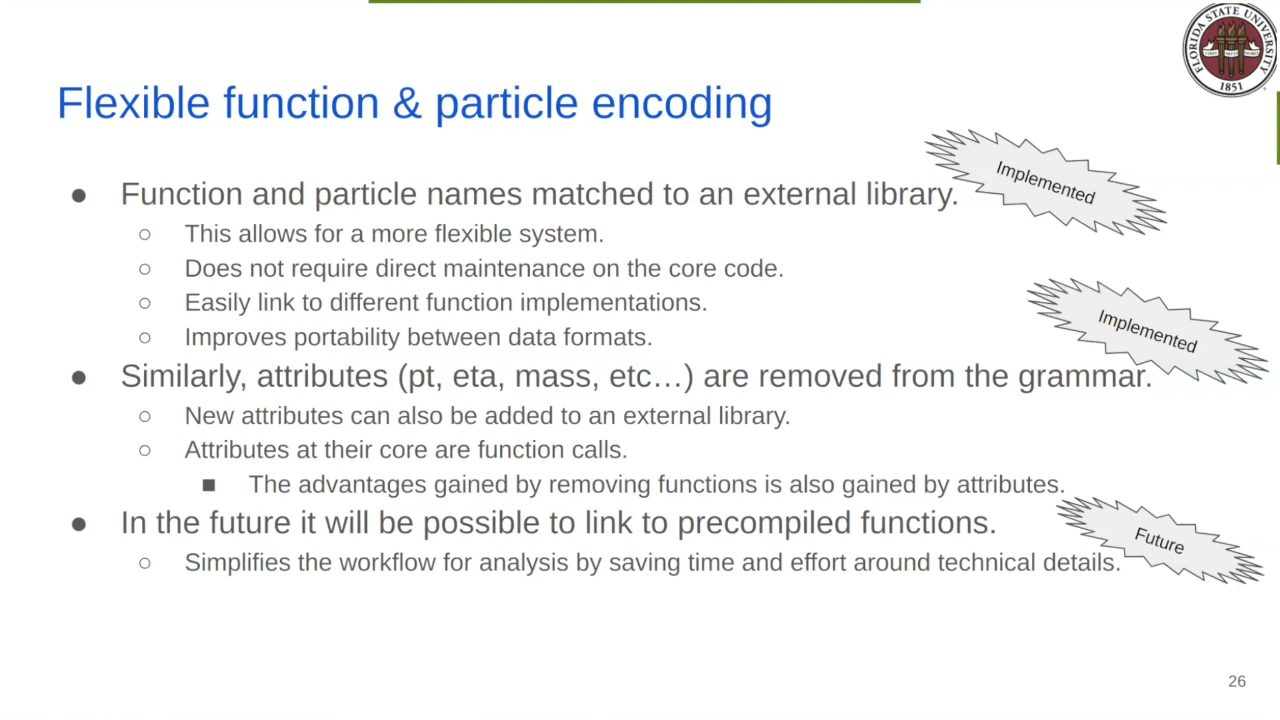 FLORIDA STATE UNIVERSITY
1851
Flexible function & particle encoding
● Function and particle names matched to an external library.
Implemented
○ This allows for a more flexible system.
○ Does not require direct maintenance on the core code.
○ Easily link to different function implementations.
○ Improves portability between data formats.
Implemented
● Similarly, attributes (pt, eta, mass, etc…) are removed from the grammar.
○ New attributes can also be added to an external library.
○ Attributes at their core are function calls.
■ The advantages gained by removing functions is also gained by attributes.
● In the future it will be possible to link to precompiled functions.
Future
○ Simplifies the workflow for analysis by saving time and effort around technical details.
26